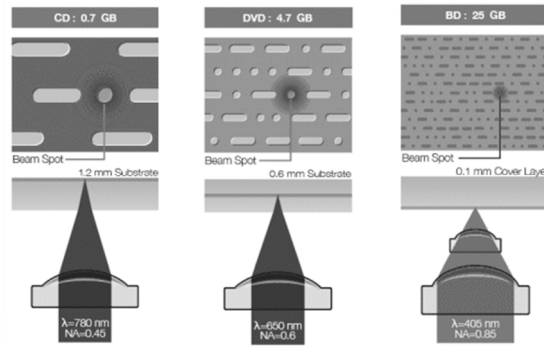 CD : 0.7 GB
Beam Spot
1.2 mm Substrate
λ=780 nm
NA=0.45
DVD : 4.7 GB
Beam Spot
0.6 mm Substrate
λ=650 nm
NA=0.6
BD : 25 GB
Beam Spot
0.1 mm Cover Laye
λ=405 nm
NA=0.85